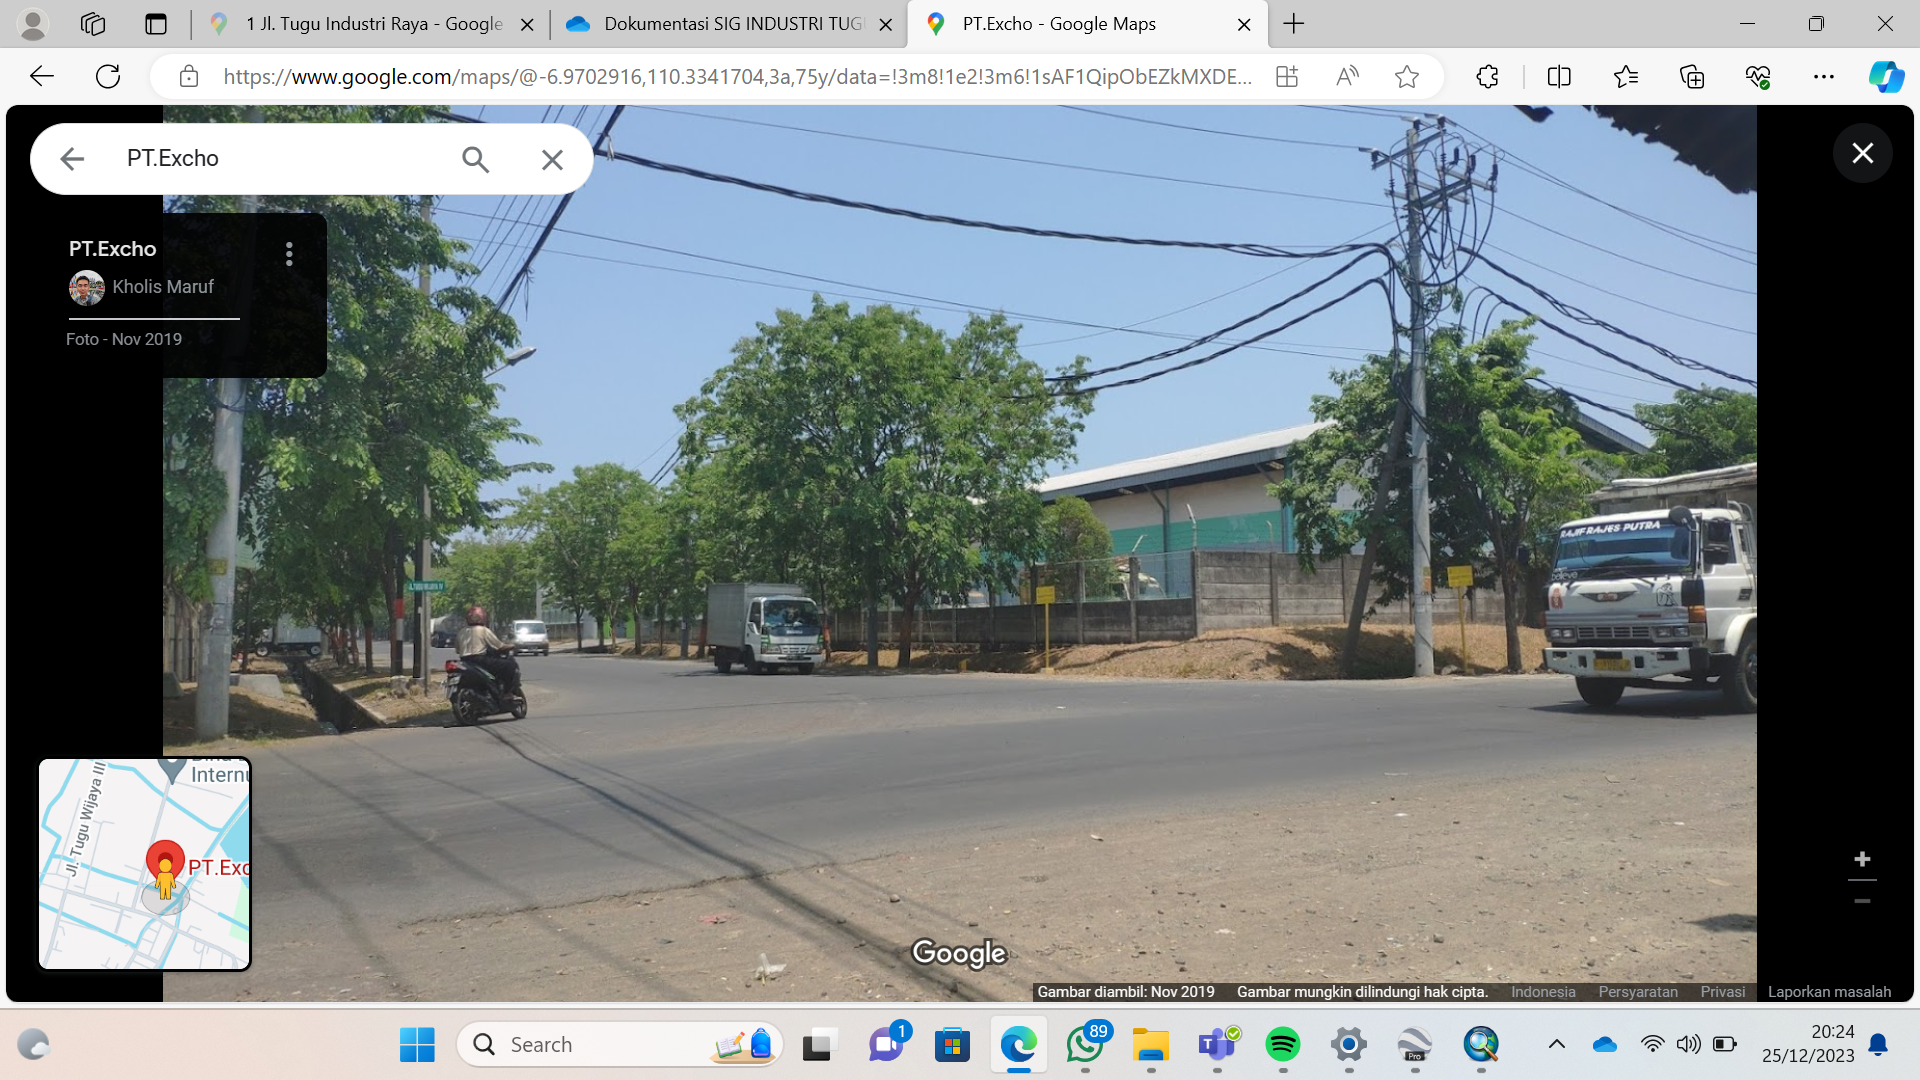 1 Jl. Tugu Industri Raya - Google
Dokumentasi SIG INDUSTRI TUG
PT.Excho - Google Maps
https://www.google.com/maps/@-6.9702916,110.3341704,3a,75y/data=!3m8!1e2!3m6!1sAF1QipObEZkMXDE...
PT.Excho
PT.Excho
Kholis Maruf
Foto - Nov 2019
RAJIF RAJES PUTRA
Internu
Jl. Tugu Wijaya III
PT.Exc
Google
Gambar diambil: Nov 2019 Gambar mungkin dilindungi hak cipta. Indonesia Persyaratan Privasi Laporkan masalah
Search
1
89
Pro
20:24
25/12/2023